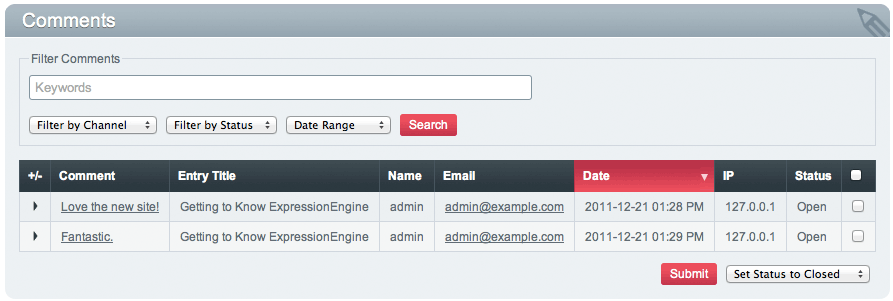 Comments
Filter Comments
Keywords
Filter by Channel Filter by Status Date Range Search
+/- Comment Entry Title Name Email Date IP Status
Love the new site! Getting to Know ExpressionEngine admin admin@example.com 2011-12-21 01:28 PM 127.0.0.1 Open
Fantastic. Getting to Know ExpressionEngine admin admin@example.com 2011-12-21 01:29 PM 127.0.0.1 Open
Submit Set Status to Closed